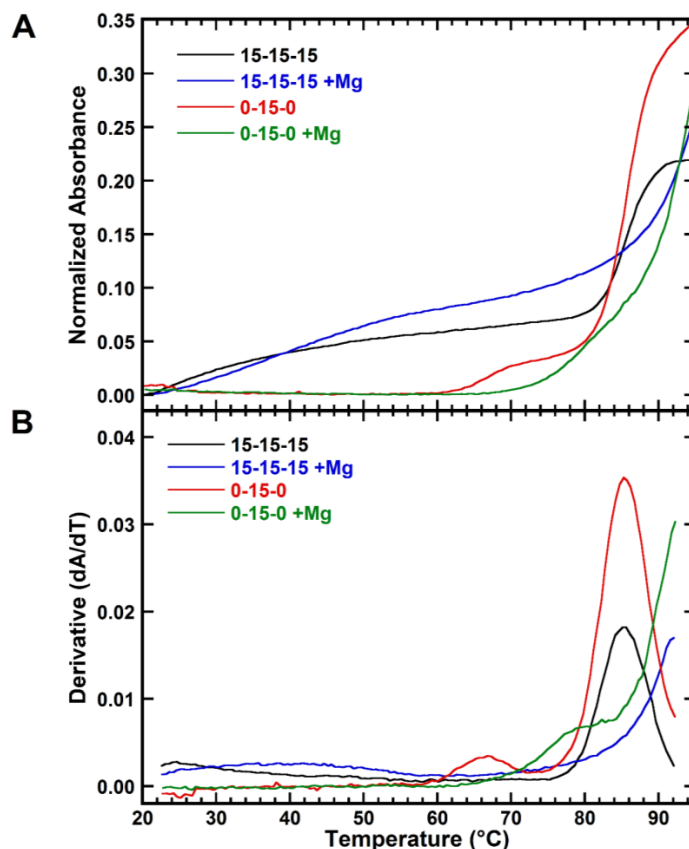 A
0.35
0.30
0.25
0.20
0.15
0.10
0.05
0.00
Normalized Absorbance
15-15-15
15-15-15 +Mg
0-15-0
0-15-0 +Mg
B
0.04
0.03
0.02
0.01
0.00
Derivative (dA/dT)
15-15-15
15-15-15 +Mg
0-15-0
0-15-0 +Mg
20 30 40 50 60 70 80 90
Temperature (°C)